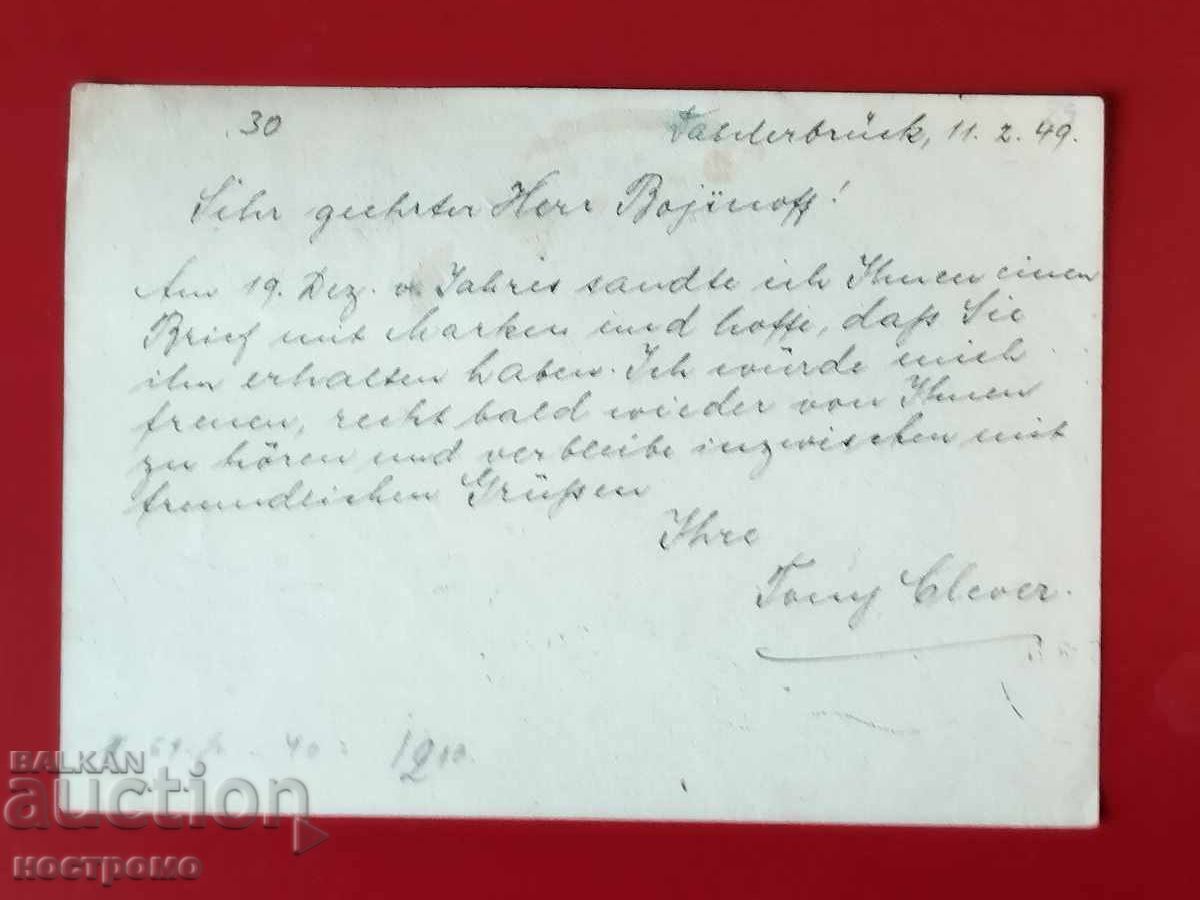 30
Dahlerbrück, 11. 2. 49.
Sehr geehrter Herr Bojinoff!
Am 19. Dez. v. Jahres sandte ich Ihnen einen
Brief mit Marken und hoffe, daß Sie
ihn erhalten haben. Ich würde mich
freuen, recht bald wieder von Ihnen
zu hören und verbleibe inzwischen mit
freundlichen Grüßen
Ihre
Tony Clever.
BALKAN
auction
костромо